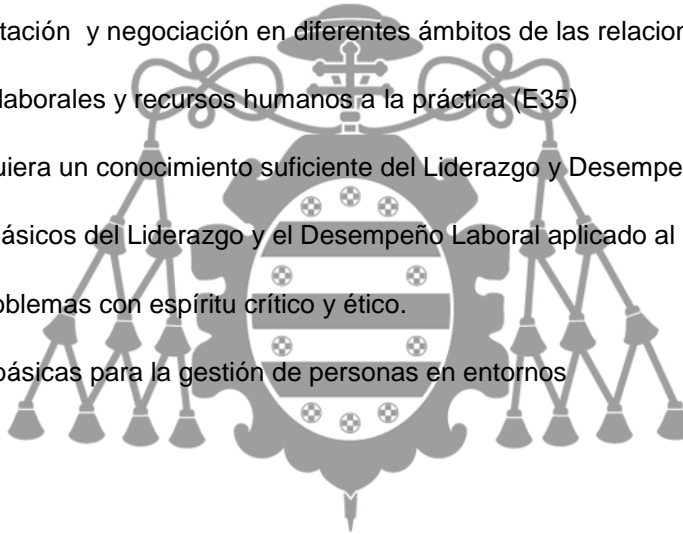 tación y negociación en diferentes ámbitos de las relacion
laborales y recursos humanos a la práctica (E35)
uiera un conocimiento suficiente del Liderazgo y Desempe
ásicos del Liderazgo y el Desempeño Laboral aplicado al
oblemas con espíritu crítico y ético.
básicas para la gestión de personas en entornos